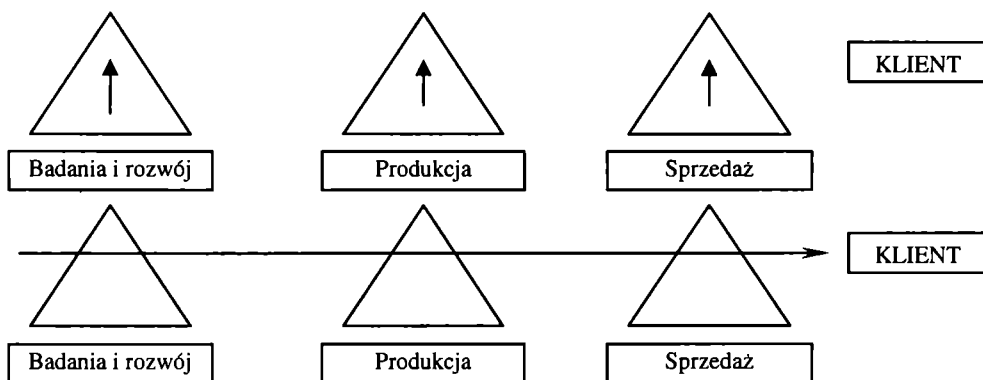 KLIENT
Badania i rozwój
Produkcja
Sprzedaż
KLIENT
Badania i rozwój
Produkcja
Sprzedaż